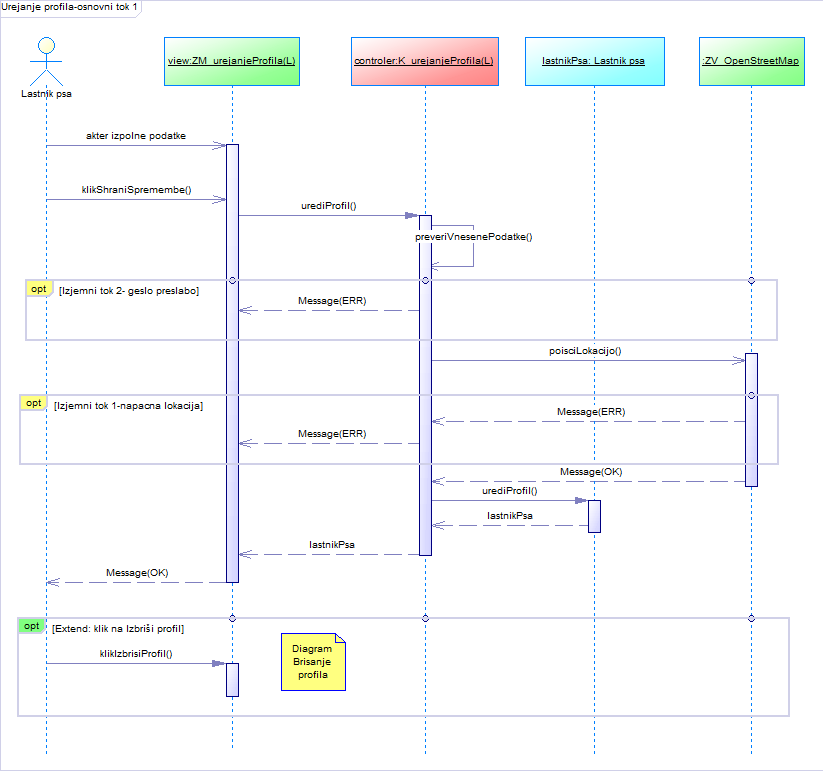 Urejanje profila-osnovni tok 1
view:ZM_urejanjeProfila(L)
controler:K_urejanjeProfila(L)
lastnikPsa: Lastnik psa
:ZV_OpenStreetMap
Lastnik psa
akter izpolne podatke
klikShraniSpremembe()
urediProfil()
preveriVnesenePodatke()
opt
[Izjemni tok 2- geslo preslabo]
Message(ERR)
poisciLokacijo()
opt
[Izjemni tok 1-napacna lokacija]
Message(ERR)
Message(ERR)
Message(OK)
urediProfil()
lastnikPsa
lastnikPsa
Message(OK)
opt
[Extend: klik na Izbriši profil]
klikIzbrisiProfil()
Diagram
Brisanje
profila